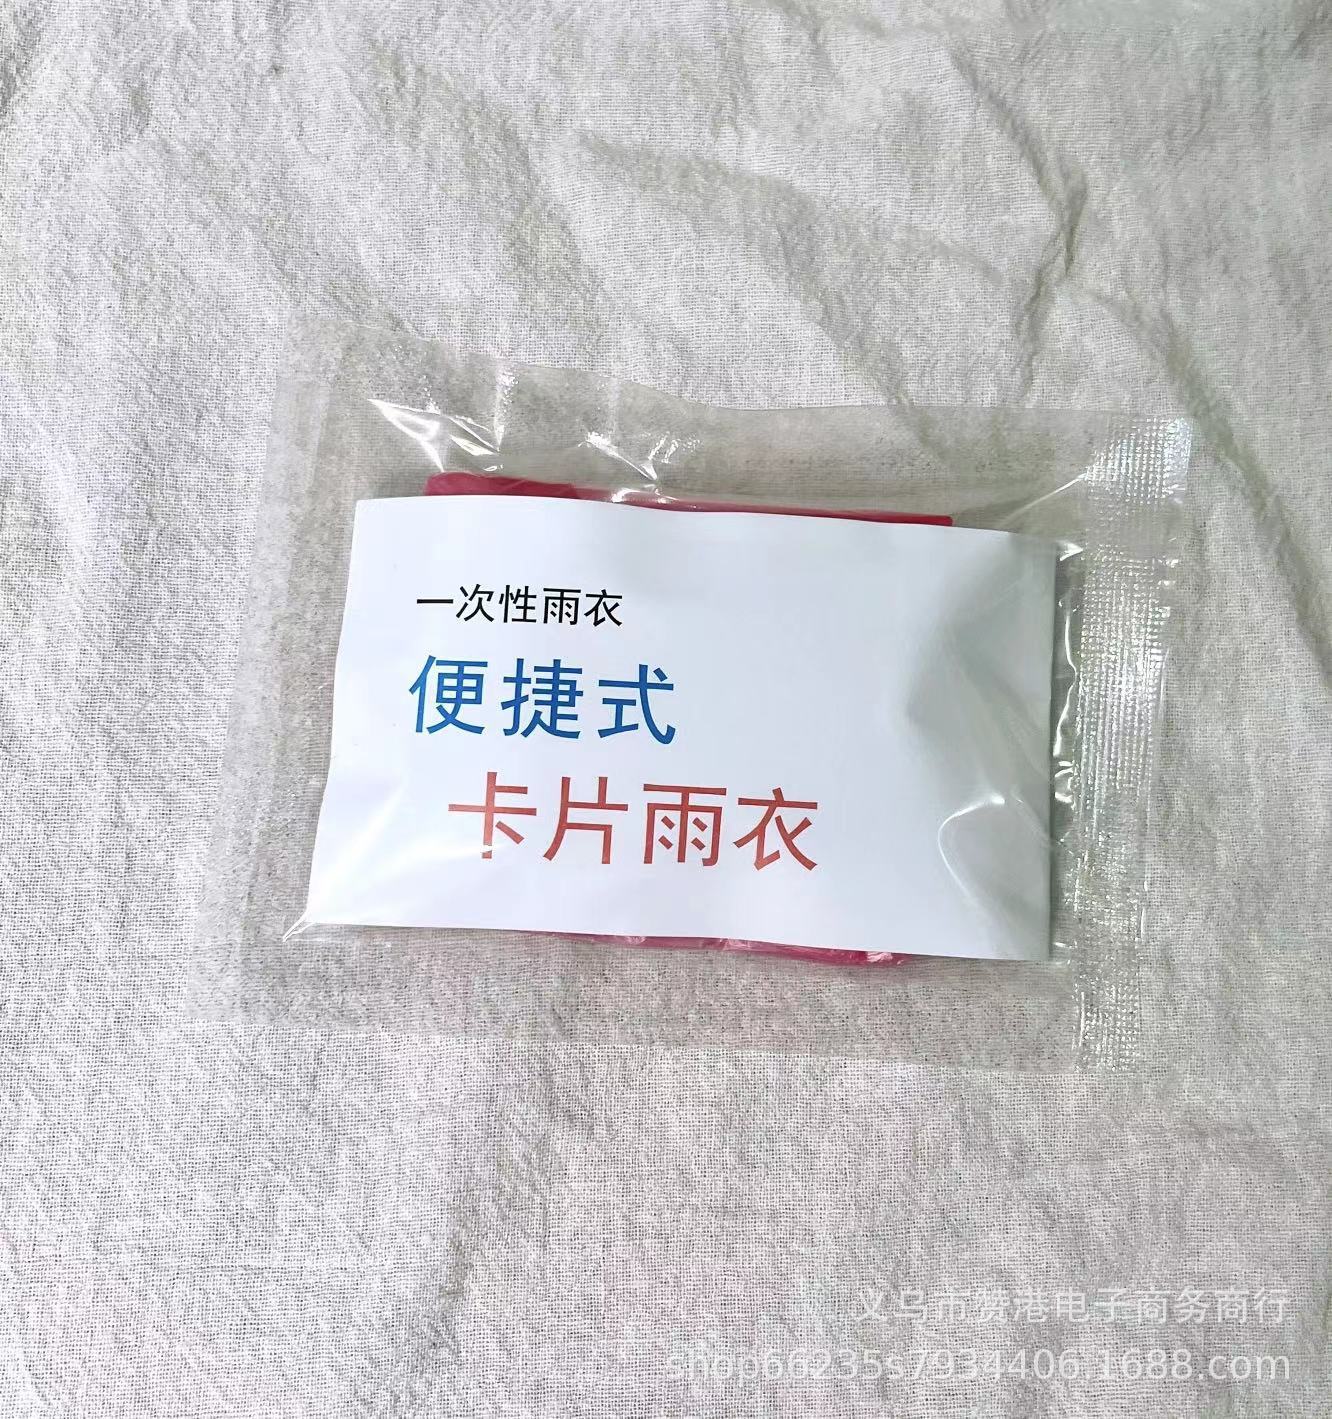 一次性雨衣
便捷式
卡片雨衣
义乌市赞港电子商务商行
shop66235s7934406.1688.com